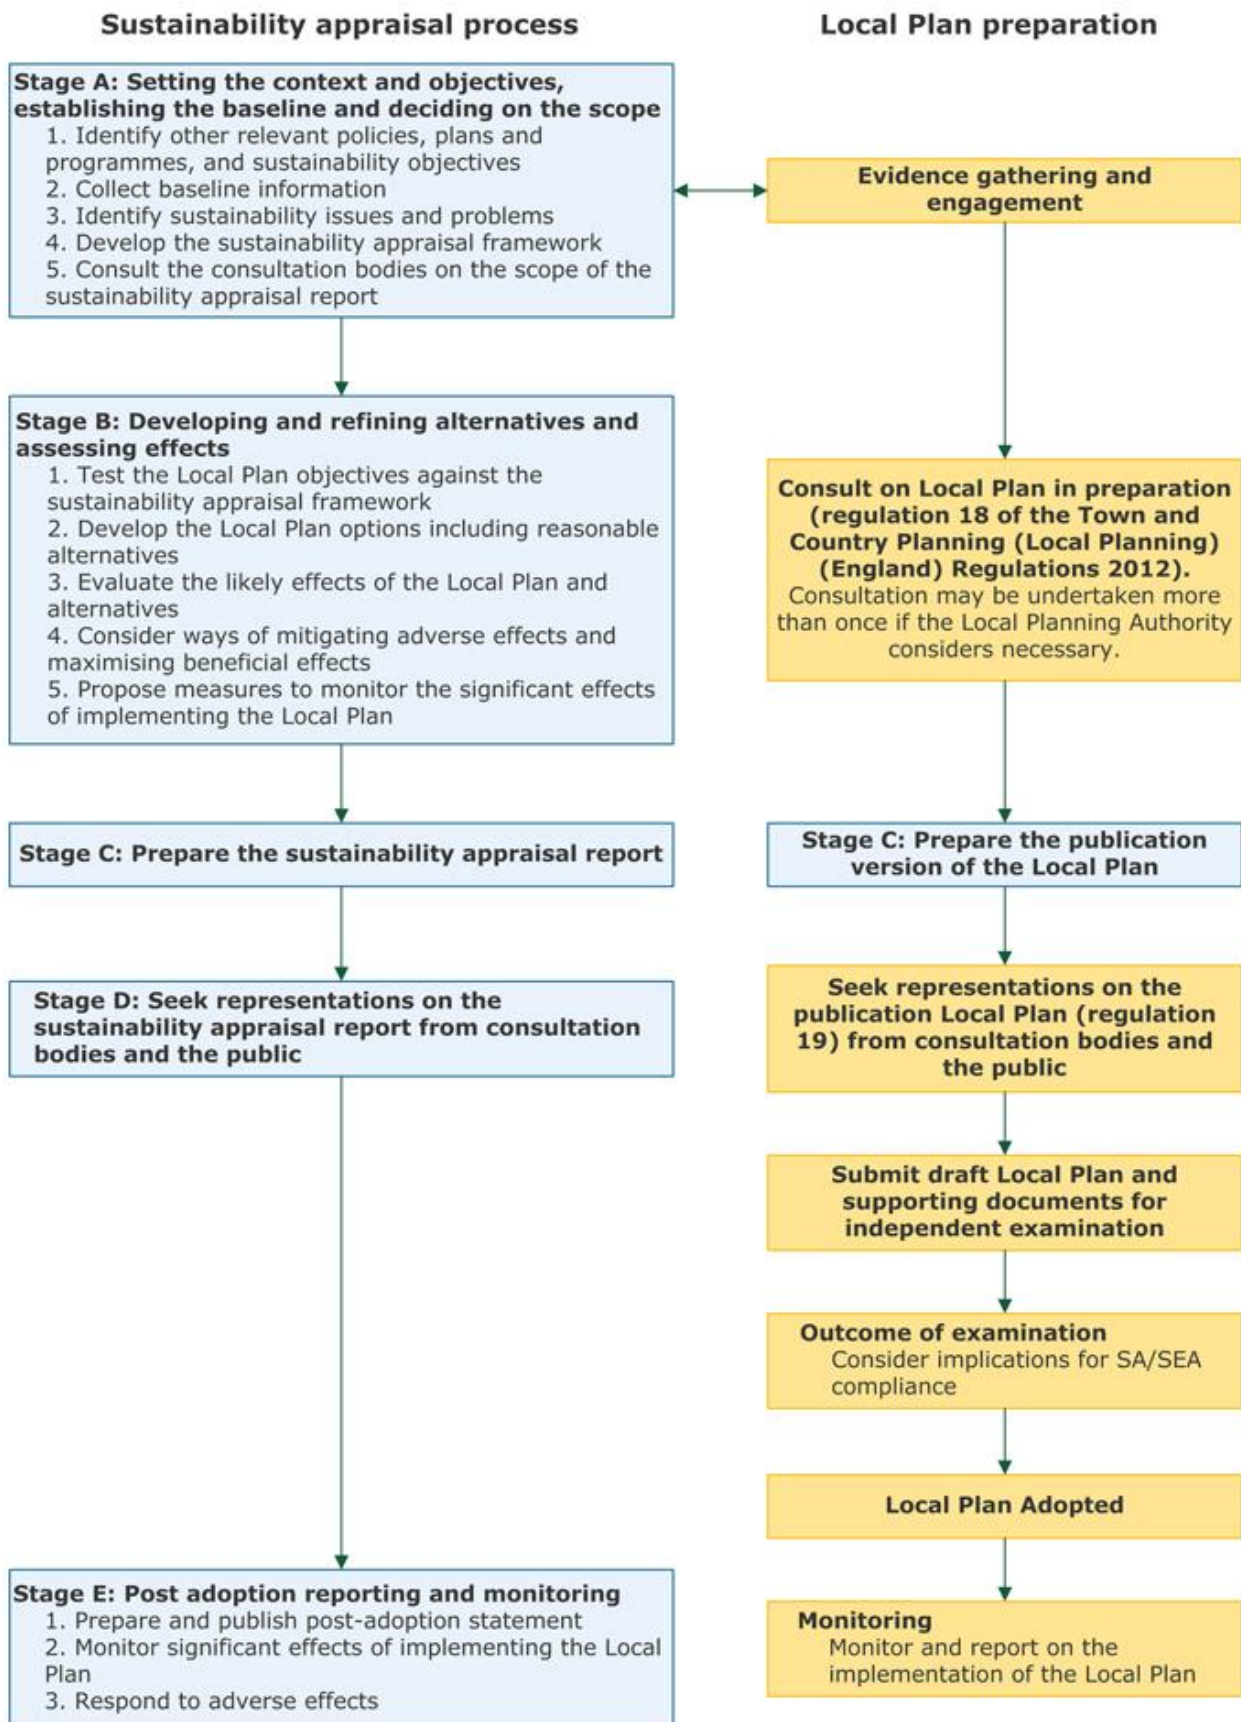 Sustainability appraisal process
Local Plan preparation
Stage A: Setting the context and objectives,
establishing the baseline and deciding on the scope
1. Identify other relevant policies, plans and
programmes, and sustainability objectives
2. Collect baseline information
3. Identify sustainability issues and problems
4. Develop the sustainability appraisal framework
5. Consult the consultation bodies on the scope of the
sustainability appraisal report
Evidence gathering and
engagement
Stage B: Developing and refining alternatives and
assessing effects
1. Test the Local Plan objectives against the
sustainability appraisal framework
2. Develop the Local Plan options including reasonable
alternatives
3. Evaluate the likely effects of the Local Plan and
alternatives
4. Consider ways of mitigating adverse effects and
maximising beneficial effects
5. Propose measures to monitor the significant effects
of implementing the Local Plan
Consult on Local Plan in preparation
(regulation 18 of the Town and
Country Planning (Local Planning)
(England) Regulations 2012).
Consultation may be undertaken more
than once if the Local Planning Authority
considers necessary.
Stage C: Prepare the sustainability appraisal report
Stage C: Prepare the publication
version of the Local Plan
Stage D: Seek representations on the
sustainability appraisal report from consultation
bodies and the public
Seek representations on the
publication Local Plan (regulation
19) from consultation bodies and
the public
Submit draft Local Plan and
supporting documents for
independent examination
Outcome of examination
Consider implications for SA/SEA
compliance
Local Plan Adopted
Stage E: Post adoption reporting and monitoring
1. Prepare and publish post-adoption statement
2. Monitor significant effects of implementing the Local
Plan
3. Respond to adverse effects
Monitoring
Monitor and report on the
implementation of the Local Plan